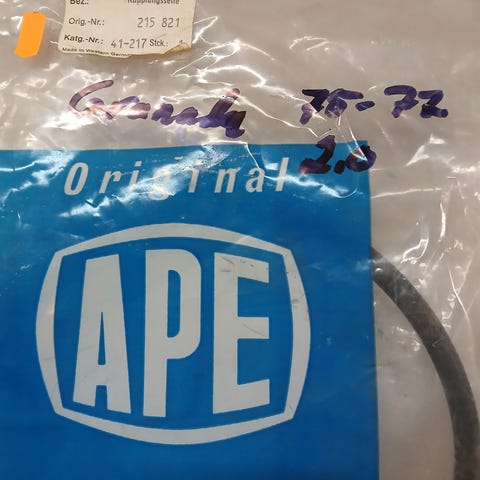 Bez.: Kupplungsseile
Orig.-Nr.: 215 821
Katg.-Nr.: 41-217 Stck.: 1
Made in Western Germany
Granada 75-77
2.0
Original
APE